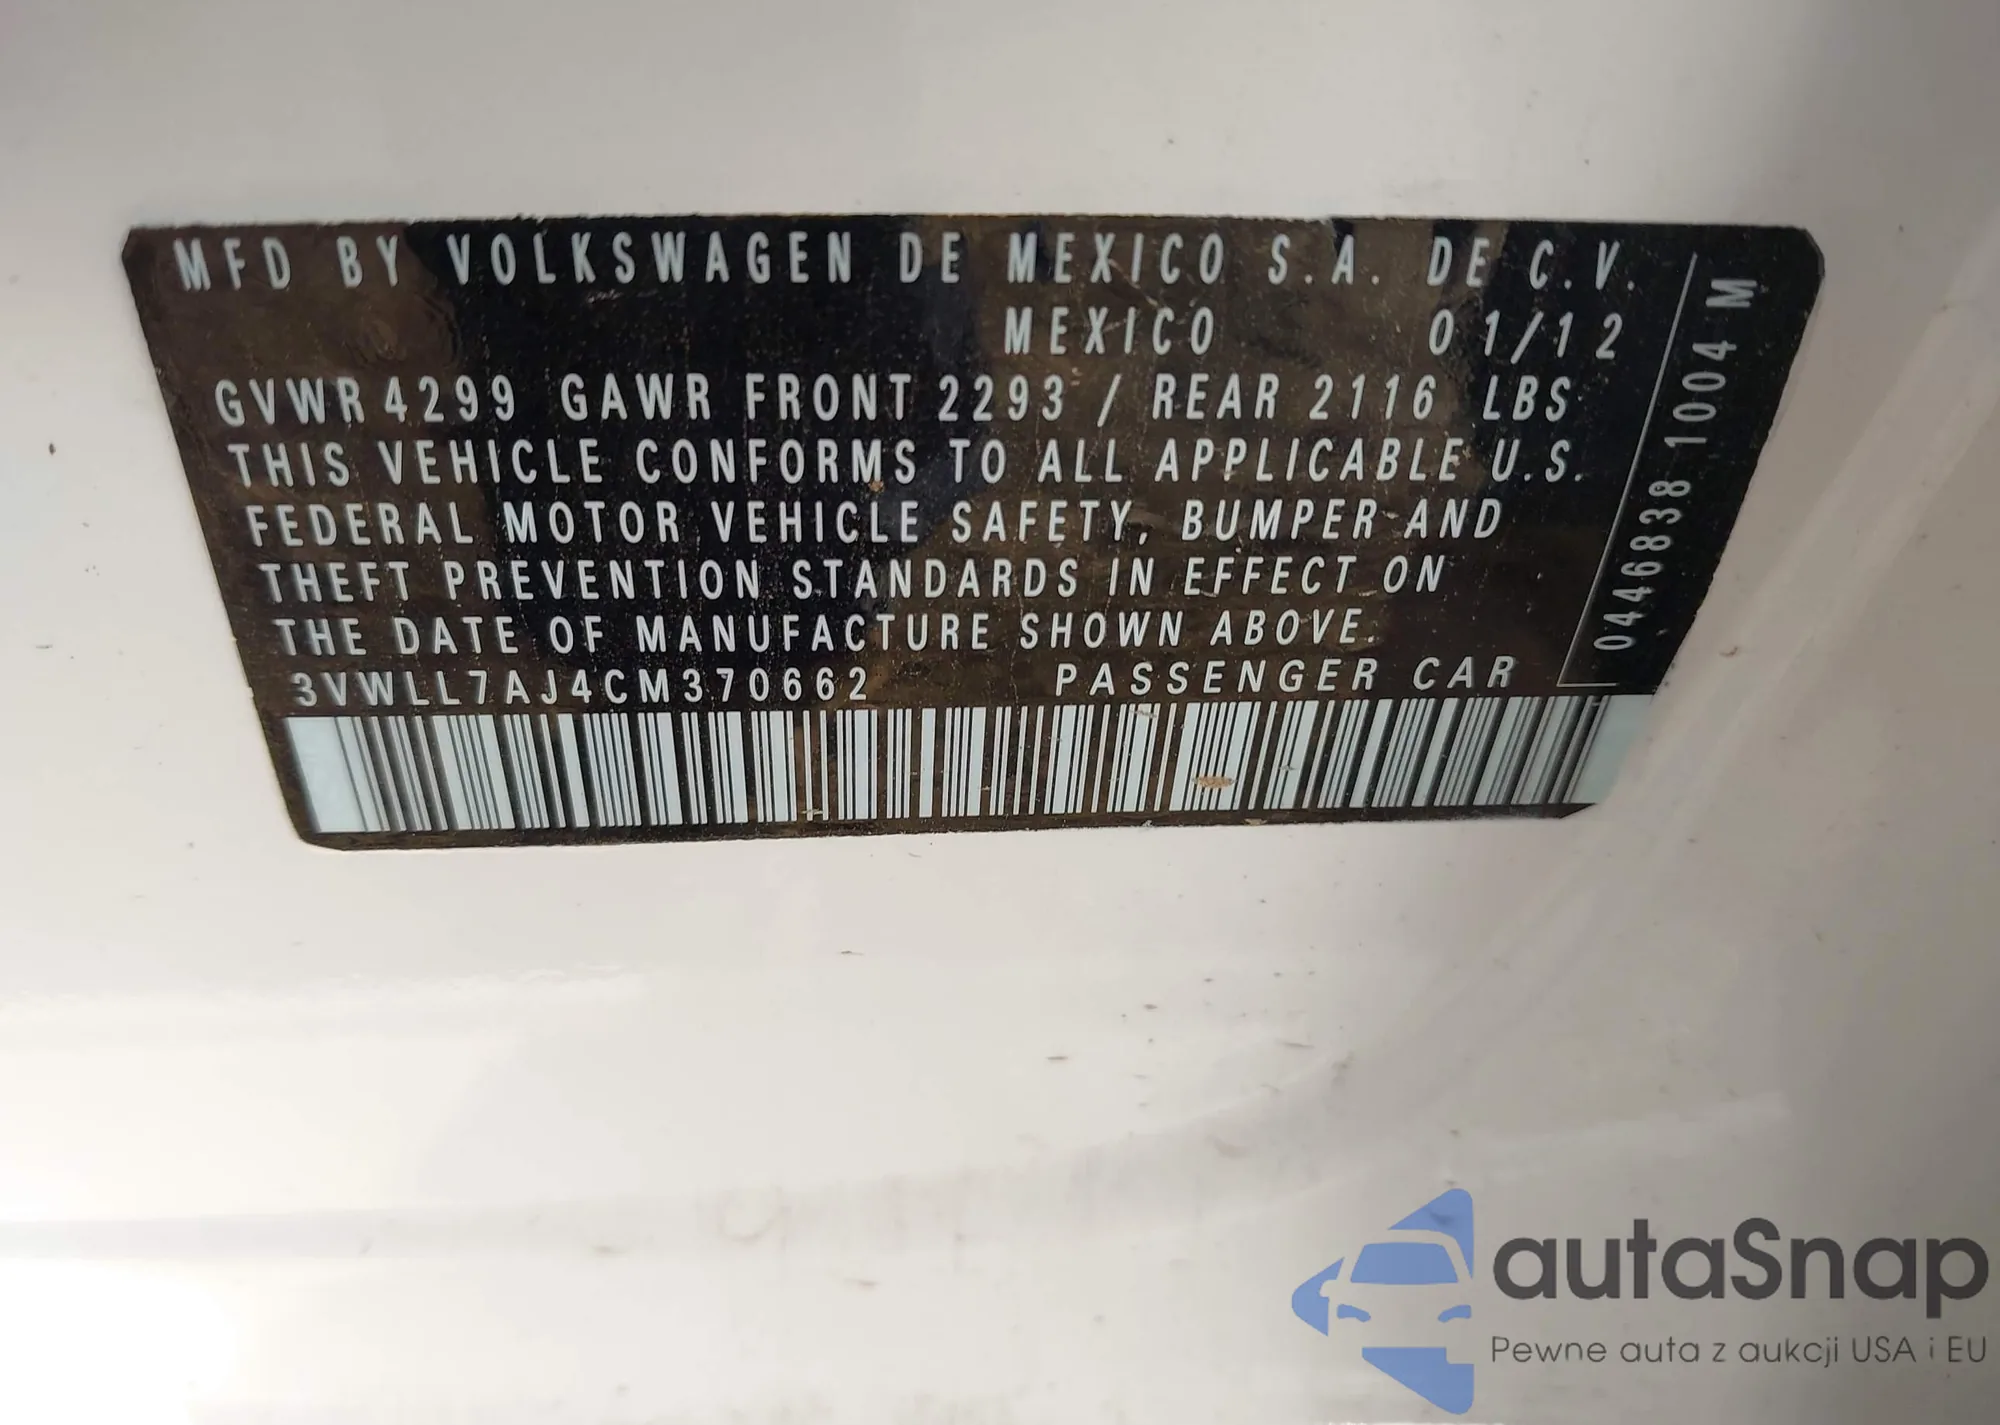 MFD BY VOLKSWAGEN DE MEXICO S.A. DE C.V.
MEXICO 01/12
GVWR 4299 GAWR FRONT 2293 / REAR 2116 LBS
THIS VEHICLE CONFORMS TO ALL APPLICABLE U.S.
FEDERAL MOTOR VEHICLE SAFETY, BUMPER AND
THEFT PREVENTION STANDARDS IN EFFECT ON
THE DATE OF MANUFACTURE SHOWN ABOVE.
3VWLL7AJ4CM370662 PASSENGER CAR
0446838 1004 M
autaSnap
Pewne auta z aukcji USA i EU